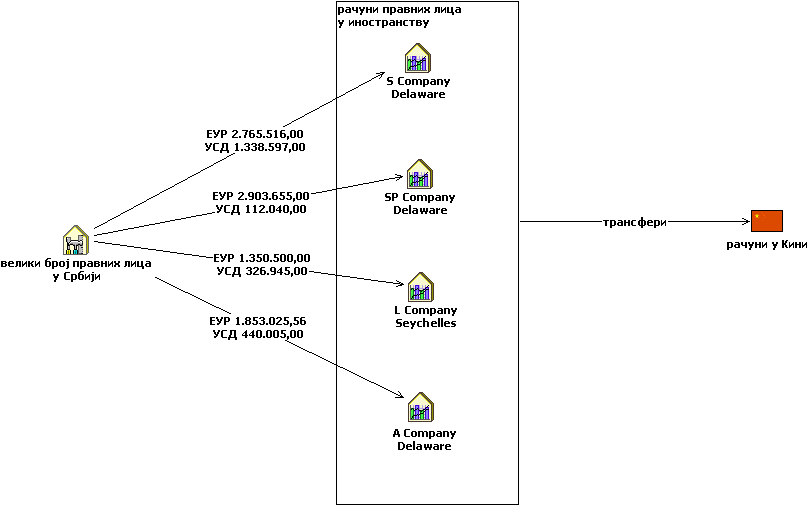 рачуни правних лица
у иностранству
S Company
Delaware
ЕУР 2.765.516,00
УСД 1.338.597,00
SP Company
Delaware
ЕУР 2.903.655,00
УСД 112.040,00
трансфери
рачуни у Кини
велики број правних лица
у Србији
ЕУР 1.350.500,00
УСД 326.945,00
L Company
Seychelles
ЕУР 1.853.025,56
УСД 440.005,00
A Company
Delaware